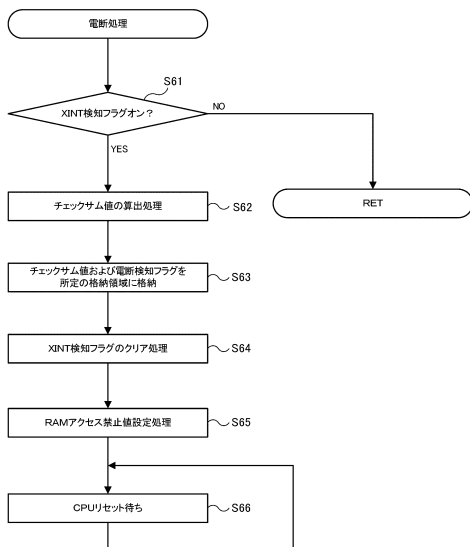 電断処理
S61
XINT検知フラグオン？
NO
YES
チェックサム値の算出処理
S62
RET
チェックサム値および電断検知フラグを
所定の格納領域に格納
S63
XINT検知フラグのクリア処理
S64
RAMアクセス禁止値設定処理
S65
CPUリセット待ち
S66